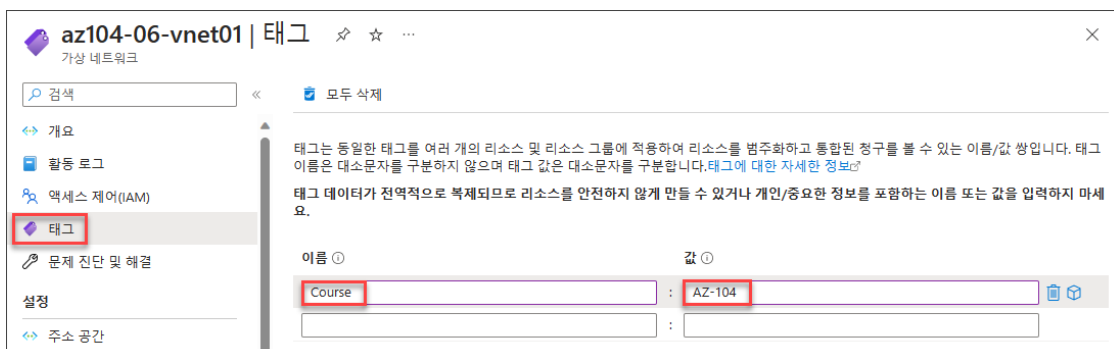 az104-06-vnet01 | 태그
가상 네트워크
검색
모두 삭제
개요
활동 로그
액세스 제어(IAM)
태그
문제 진단 및 해결
설정
주소 공간
태그는 동일한 태그를 여러 개의 리소스 및 리소스 그룹에 적용하여 리소스를 범주화하고 통합된 청구를 볼 수 있는 이름/값 쌍입니다. 태그
이름은 대소문자를 구분하지 않으며 태그 값은 대소문자를 구분합니다.태그에 대한 자세한 정보
태그 데이터가 전역적으로 복제되므로 리소스를 안전하지 않게 만들 수 있거나 개인/중요한 정보를 포함하는 이름 또는 값을 입력하지 마세
요.
이름 값
Course : AZ-104
: